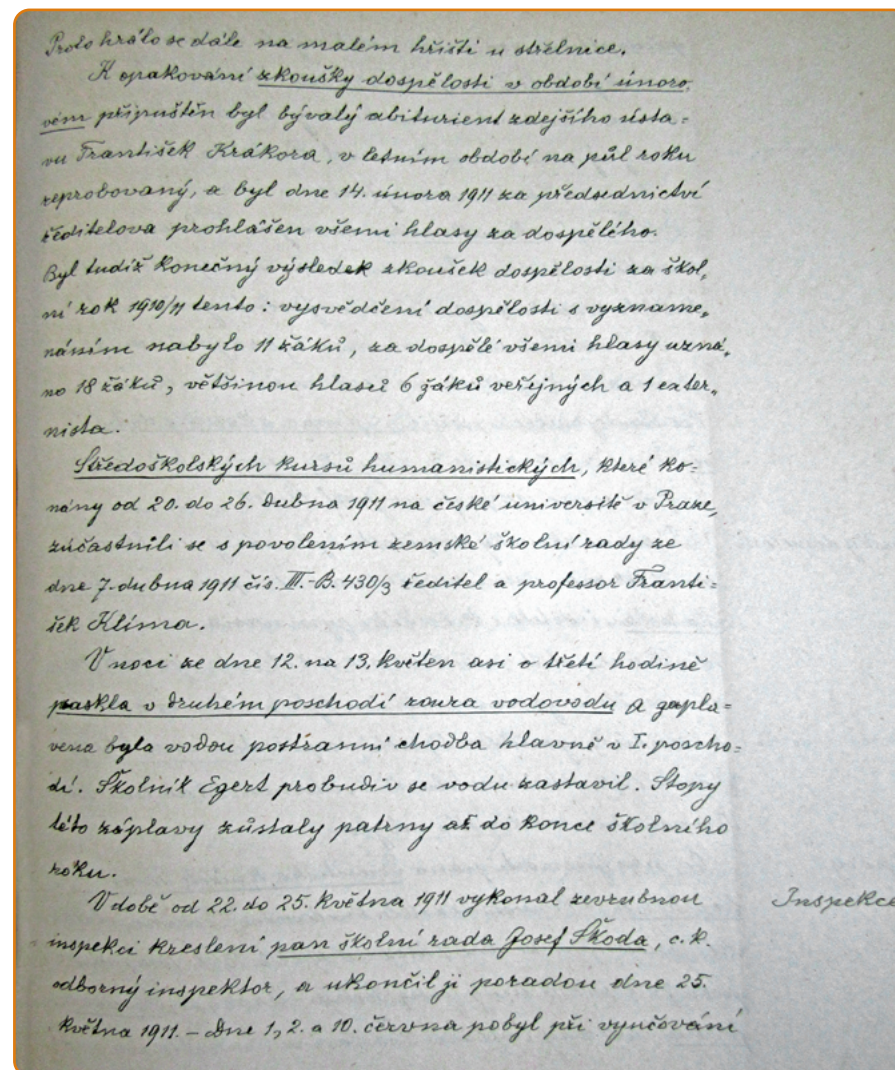 Proto hrálo se dále na malém hřišti u střelnice.
K opakování zkoušky dospělosti v období únoro„
vém připuštěn byl bývalý abiturient zdejšího ústa=
vu František Krákora, v letním období na půl roku
reprobovaný, a byl dne 14. února 1911 za předsednictví
ředitelova prohlášen všemi hlasy za dospělého.
Byl tudíž konečný výsledek zkoušek dospělosti za škol„
ní rok 1910/11 tento: vysvědčení dospělosti s vyzname„
náním nabylo 11 žáků, za dospělé všemi hlasy uzná„
no 18 žáků, většinou hlasů 6 žáků veřejných a 1 exter„
nista.
Středoškolských kursů humanistických, které ko=
nány od 20. do 26. dubna 1911 na české universitě v Praze,
zúčastnili se s povolením zemské školní rady ze
dne 7. dubna 1911 čís. III.-B. 430/3 ředitel a professor Franti=
šek Klíma.
V noci ze dne 12. na 13. květen asi o třetí hodině
praskla v druhém poschodí roura vodovodu a zapla=
vena byla vodou postranní chodba hlavně v I. poscho=
dí. Školník Egert probudiv se vodu zastavil. Stopy
této záplavy zůstaly patrny až do konce školního
roku.
V době od 22. do 25. května 1911 vykonal zevrubnou
Inspekce
inspekci kreslení pan školní rada Josef Škoda, c. k.
odborný inspektor, a ukončil ji poradou dne 25.
května 1911. – Dne 1., 2. a 10. června pobyl při vyučování